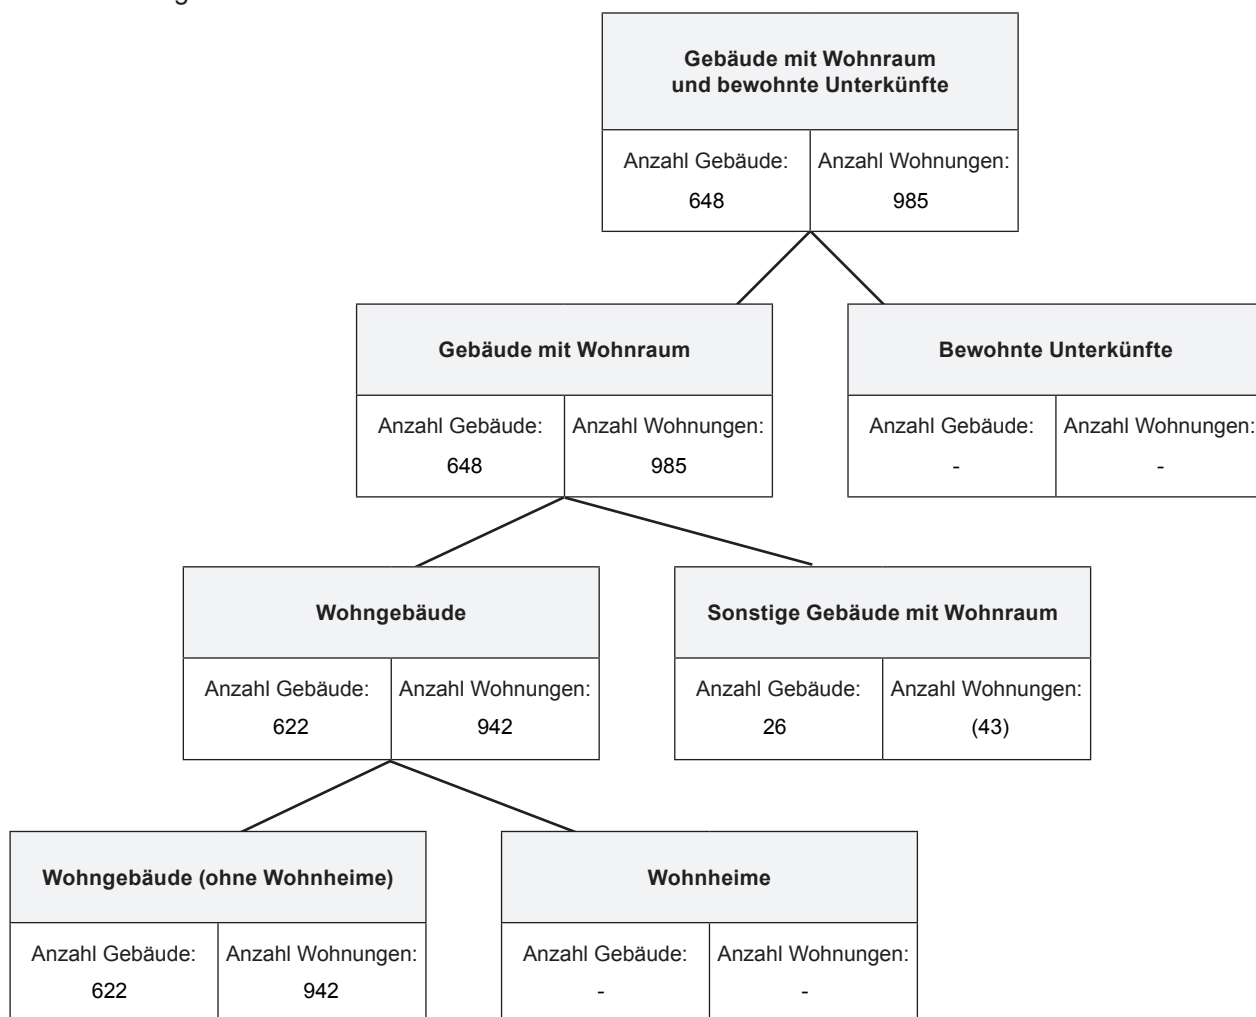 Gebäude mit Wohnraum
und bewohnte Unterkünfte
Anzahl Gebäude: Anzahl Wohnungen:
648 985
Gebäude mit Wohnraum
Anzahl Gebäude: Anzahl Wohnungen:
648 985
Bewohnte Unterkünfte
Anzahl Gebäude: Anzahl Wohnungen:
- -
Wohngebäude
Anzahl Gebäude: Anzahl Wohnungen:
622 942
Sonstige Gebäude mit Wohnraum
Anzahl Gebäude: Anzahl Wohnungen:
26 (43)
Wohngebäude (ohne Wohnheime)
Anzahl Gebäude: Anzahl Wohnungen:
622 942
Wohnheime
Anzahl Gebäude: Anzahl Wohnungen:
- -